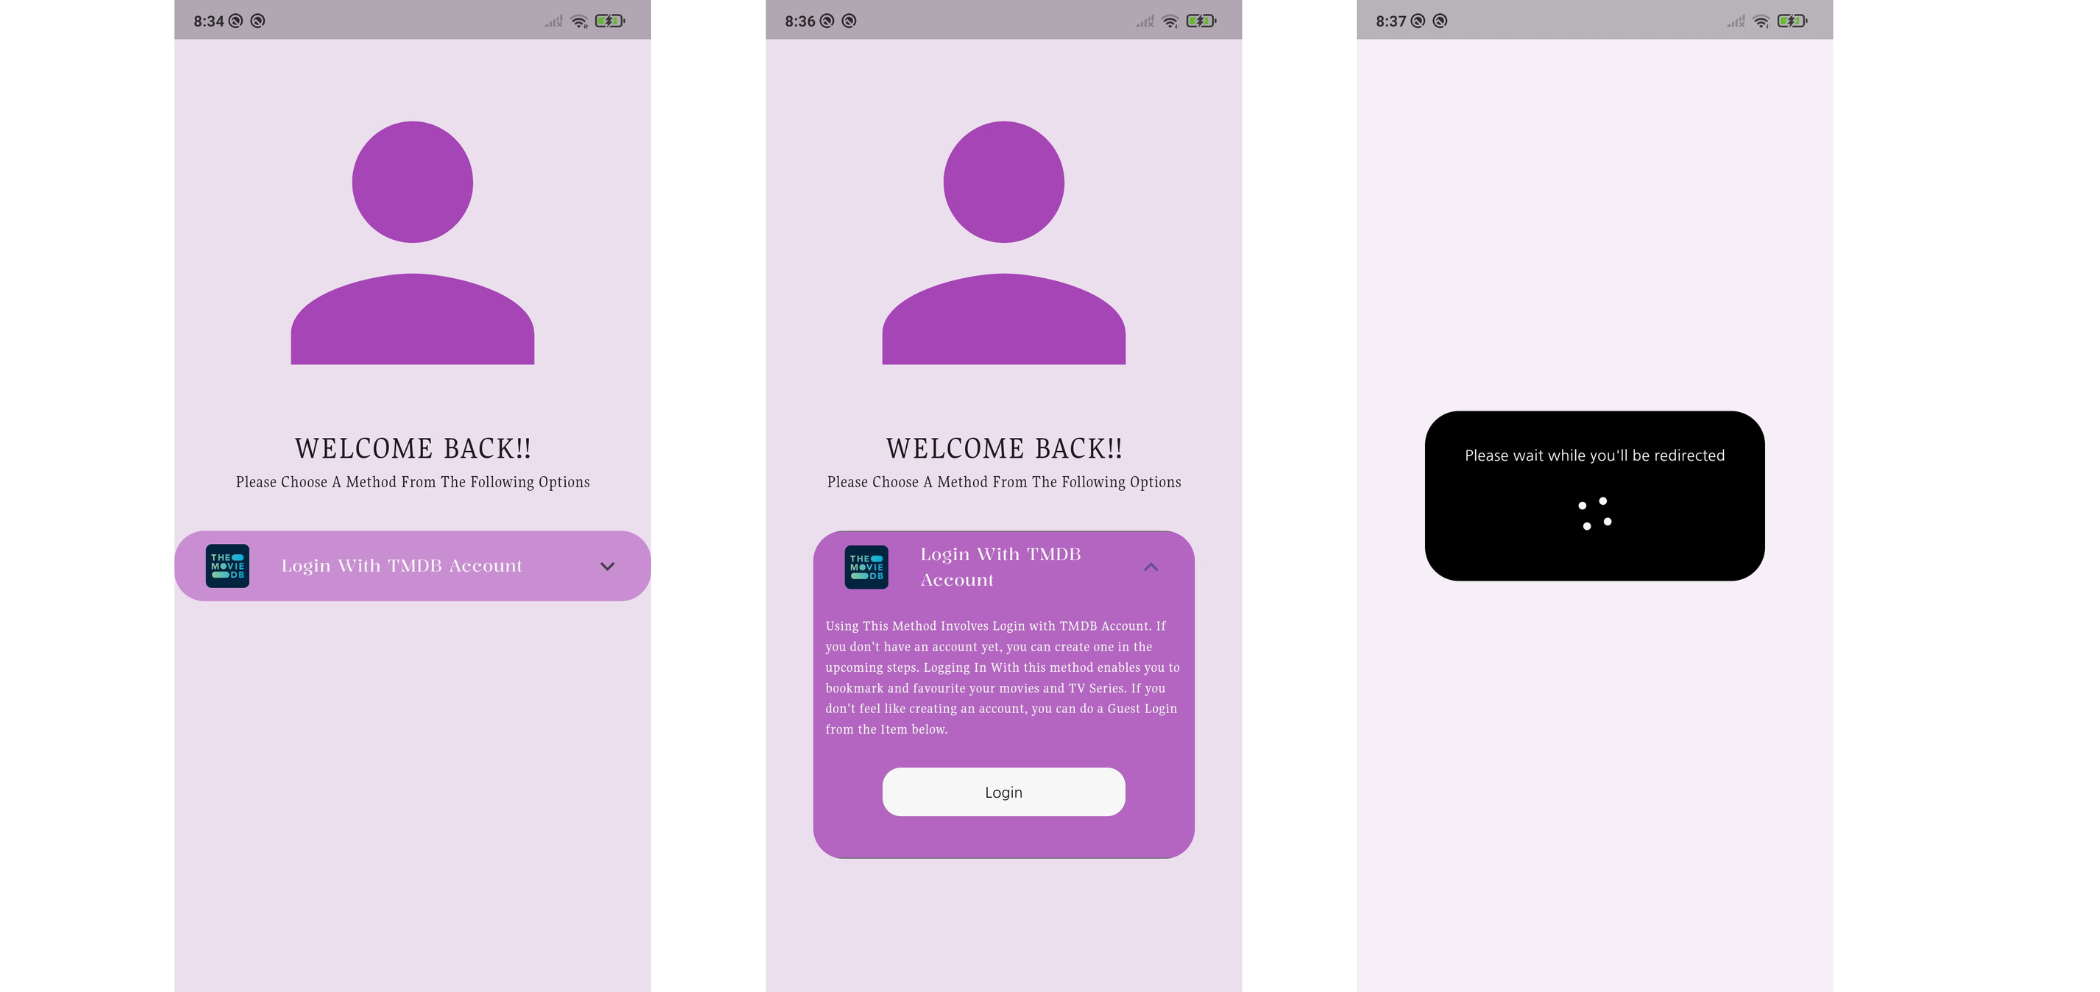 8:34
WELCOME BACK!!
Please Choose A Method From The Following Options
THE
MOVIE
DB
Login With TMDB Account
8:36
WELCOME BACK!!
Please Choose A Method From The Following Options
THE
MOVIE
DB
Login With TMDB
Account
Using This Method Involves Login with TMDB Account. If
you don't have an account yet, you can create one in the
upcoming steps. Logging In With this method enables you to
bookmark and favourite your movies and TV Series. If you
don't feel like creating an account, you can do a Guest Login
from the Item below.
Login
8:37
Please wait while you'll be redirected